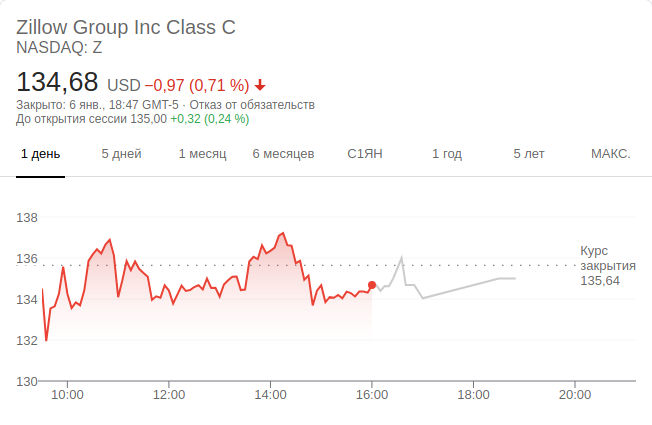 Zillow Group Inc Class C
NASDAQ: Z
134,68 USD −0,97 (0,71 %)
Закрыто: 6 янв., 18:47 GMT-5 · Отказ от обязательств
До открытия сессии 135,00 +0,32 (0,24 %)
1 день 5 дней 1 месяц 6 месяцев С1ЯН 1 год 5 лет МАКС.
138
136
134
132
130
Курс
закрытия
135,64
10:00 12:00 14:00 16:00 18:00 20:00